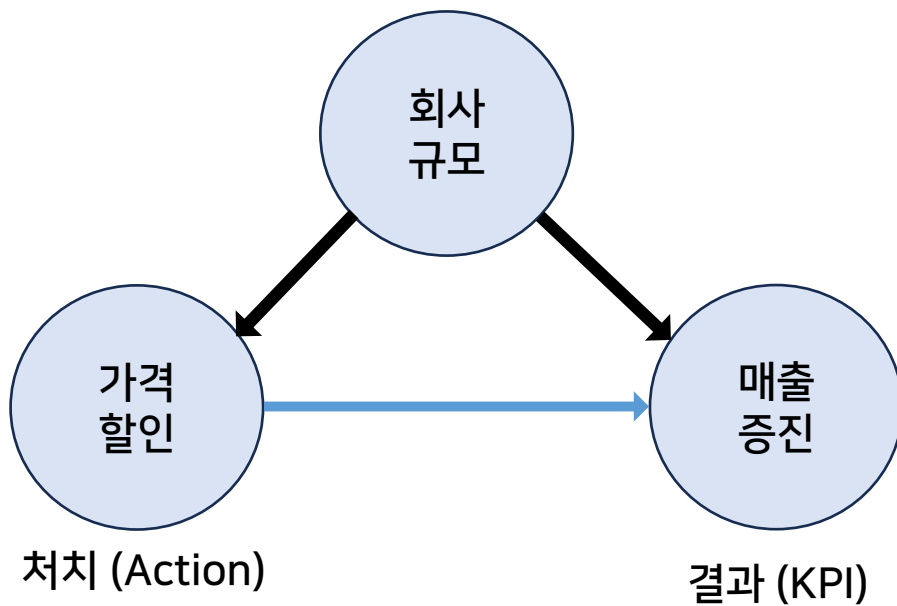 회사
규모
가격
할인
매출
증진
처치 (Action)
결과 (KPI)